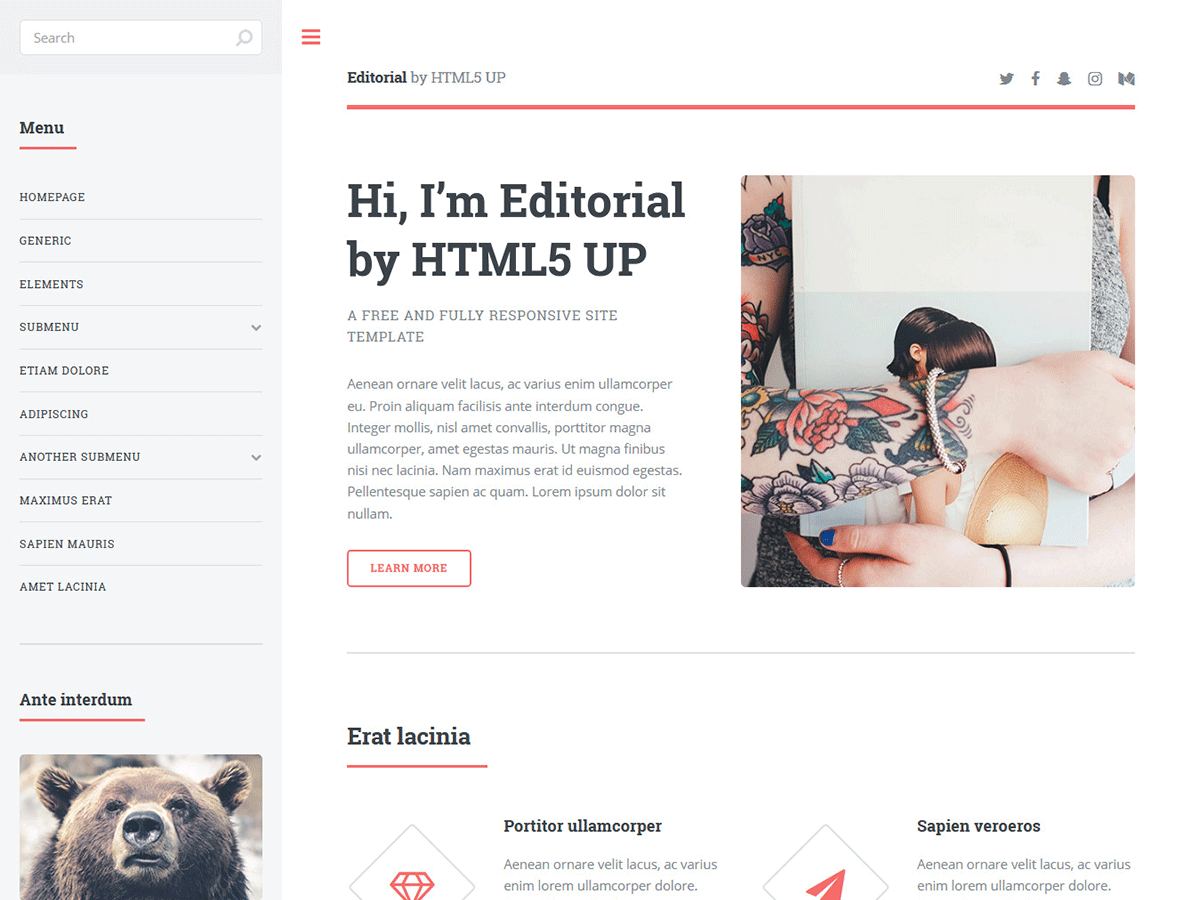 Search
Menu
HOMEPAGE
GENERIC
ELEMENTS
SUBMENU
ETIAM DOLORE
ADIPISCING
ANOTHER SUBMENU
MAXIMUS ERAT
SAPIEN MAURIS
AMET LACINIA
Ante interdum
Editorial by HTML5 UP
Hi, I’m Editorial
by HTML5 UP
A FREE AND FULLY RESPONSIVE SITE
TEMPLATE
Aenean ornare velit lacus, ac varius enim ullamcorper
eu. Proin aliquam facilisis ante interdum congue.
Integer mollis, nisl amet convallis, porttitor magna
ullamcorper, amet egestas mauris. Ut magna finibus
nisi nec lacinia. Nam maximus erat id euismod egestas.
Pellentesque sapien ac quam. Lorem ipsum dolor sit
nullam.
LEARN MORE
NYC
Erat lacinia
Portitor ullamcorper
Aenean ornare velit lacus, ac varius
enim lorem ullamcorper dolore.
Sapien veroeros
Aenean ornare velit lacus, ac varius
enim lorem ullamcorper dolore.